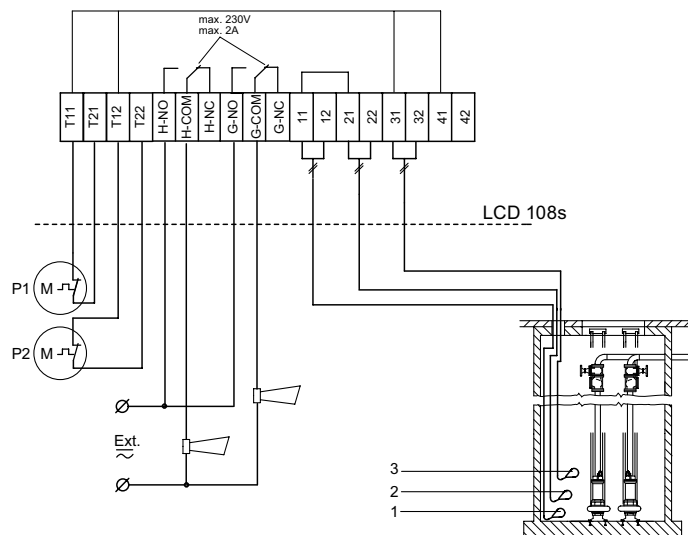 max. 230V
max. 2A
T11
T21
T12
T22
H-NO
H-COM
H-NC
G-NO
G-COM
G-NC
11
12
21
22
31
32
41
42
LCD 108s
P1
M
P2
M
Ext.
3
2
1